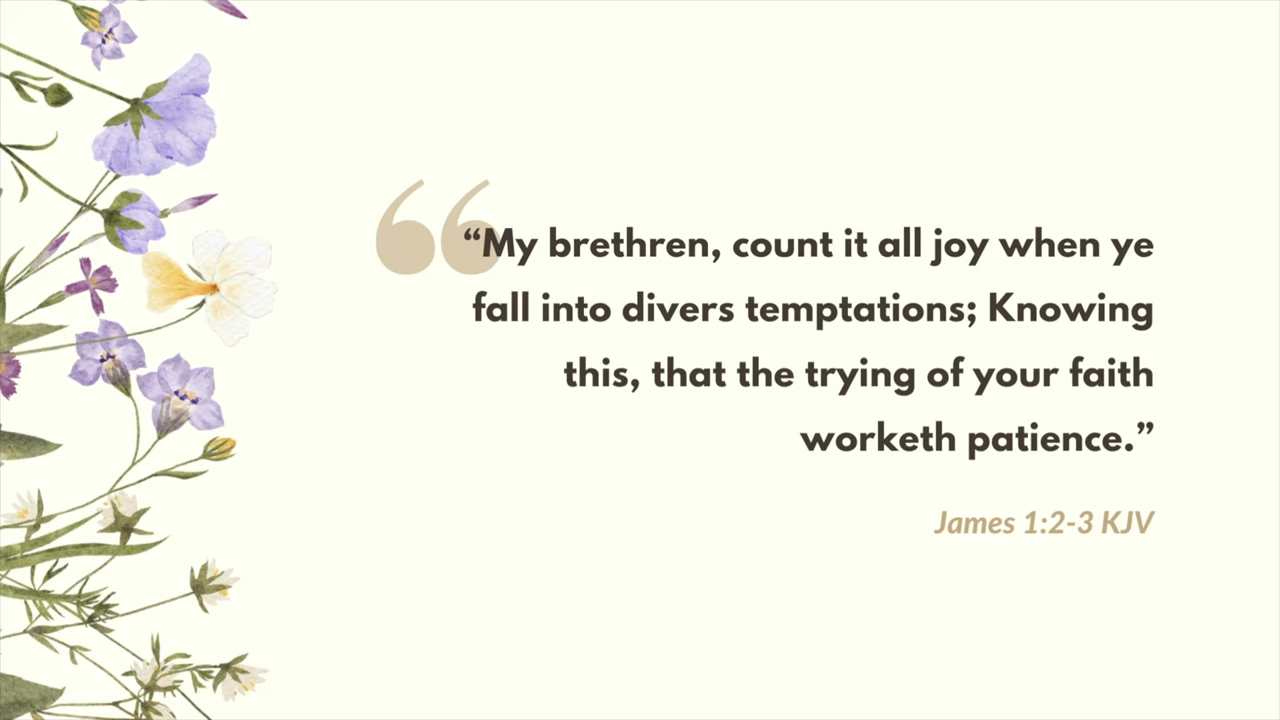 “My brethren, count it all joy when ye
fall into divers temptations; Knowing
this, that the trying of your faith
worketh patience.”
James 1:2-3 KJV